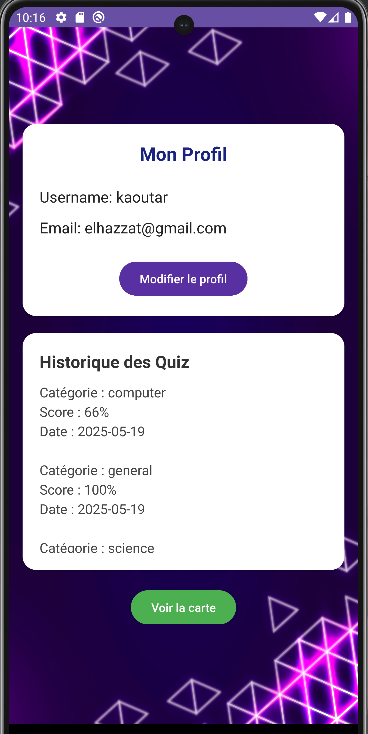 10:16
Mon Profil
Username: kaoutar
Email: elhazzat@gmail.com
Modifier le profil
Historique des Quiz
Catégorie : computer
Score : 66%
Date : 2025-05-19
Catégorie : general
Score : 100%
Date : 2025-05-19
Catégorie : science
Voir la carte